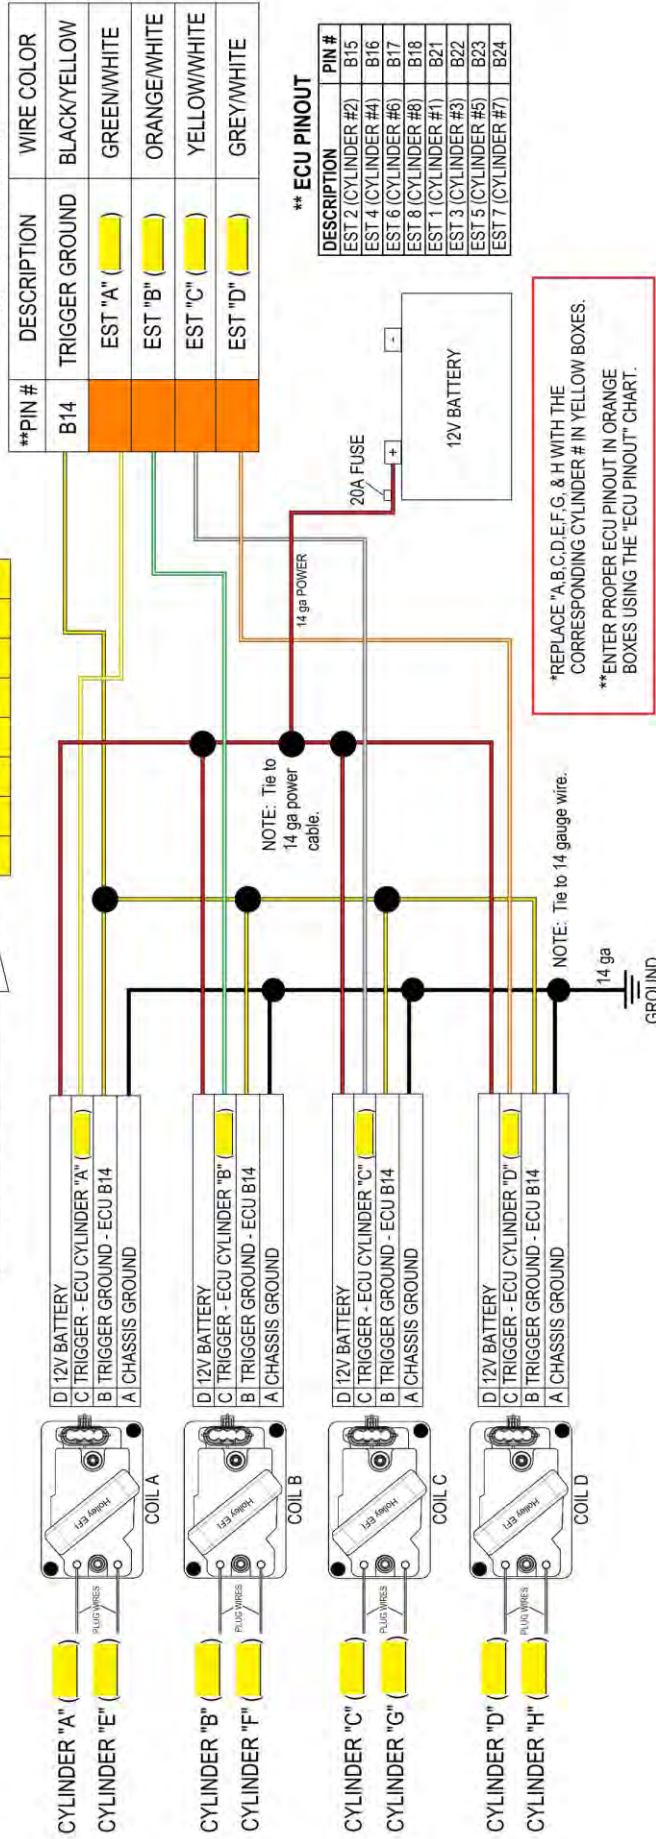 **PIN # DESCRIPTION WIRE COLOR
B14 TRIGGER GROUND BLACK/YELLOW
EST "A" ( ) GREEN/WHITE
EST "B" ( ) ORANGE/WHITE
EST "C" ( ) YELLOW/WHITE
EST "D" ( ) GREY/WHITE
** ECU PINOUT
DESCRIPTION PIN #
EST 2 (CYLINDER #2) B15
EST 4 (CYLINDER #4) B16
EST 6 (CYLINDER #6) B17
EST 8 (CYLINDER #8) B18
EST 1 (CYLINDER #1) B21
EST 3 (CYLINDER #3) B22
EST 5 (CYLINDER #5) B23
EST 7 (CYLINDER #7) B24
20A FUSE
+
-
12V BATTERY
14 ga POWER
*REPLACE "A,B,C,D,E,F,G, & H WITH THE
CORRESPONDING CYLINDER # IN YELLOW BOXES.
**ENTER PROPER ECU PINOUT IN ORANGE
BOXES USING THE "ECU PINOUT" CHART.
NOTE: Tie to
14 ga power
cable.
NOTE: Tie to 14 gauge wire.
14 ga
GROUND
D 12V BATTERY
C TRIGGER - ECU CYLINDER "A" ( )
B TRIGGER GROUND - ECU B14
A CHASSIS GROUND
D 12V BATTERY
C TRIGGER - ECU CYLINDER "B" ( )
B TRIGGER GROUND - ECU B14
A CHASSIS GROUND
D 12V BATTERY
C TRIGGER - ECU CYLINDER "C" ( )
B TRIGGER GROUND - ECU B14
A CHASSIS GROUND
D 12V BATTERY
C TRIGGER - ECU CYLINDER "D" ( )
B TRIGGER GROUND - ECU B14
A CHASSIS GROUND
Holley EFI
COIL A
PLUG WIRES
CYLINDER "A" ( )
CYLINDER "E" ( )
Holley EFI
COIL B
PLUG WIRES
CYLINDER "B" ( )
CYLINDER "F" ( )
Holley EFI
COIL C
PLUG WIRES
CYLINDER "C" ( )
CYLINDER "G" ( )
Holley EFI
COIL D
PLUG WIRES
CYLINDER "D" ( )
CYLINDER "H" ( )